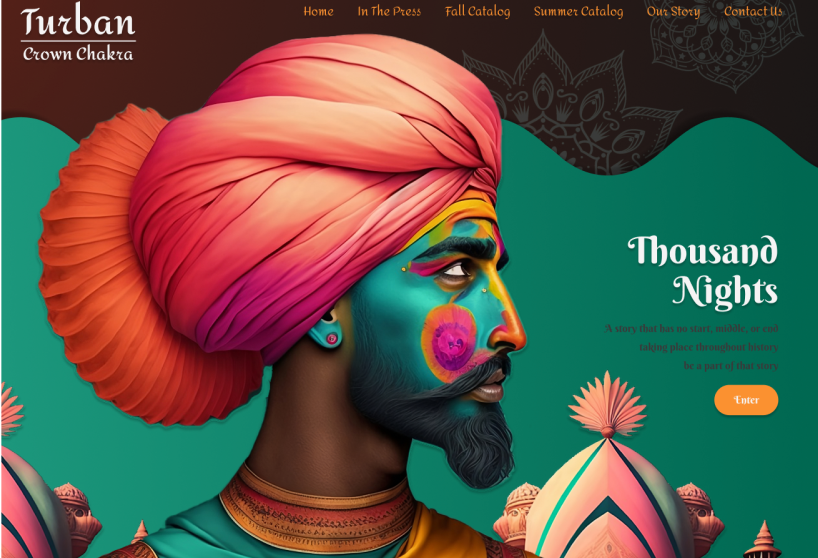 Turban
Crown Chakra
Home
In The Press
Fall Catalog
Summer Catalog
Our Story
Contact Us
Thousand
Nights
A story that has no start, middle, or end
taking place throughout history
be a part of that story
Enter